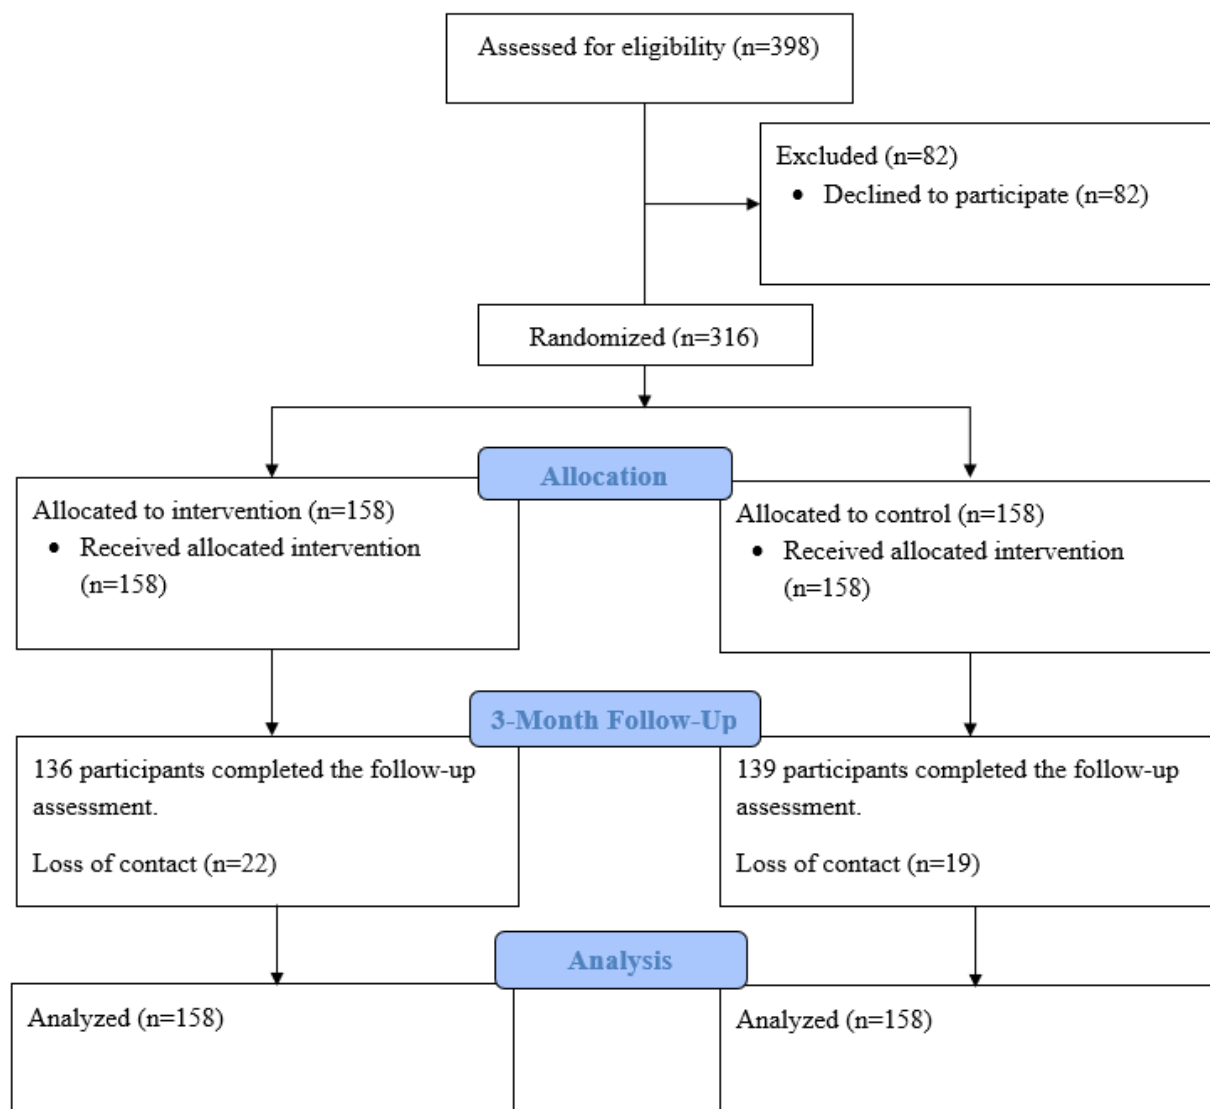 Assessed for eligibility (n=398)
Excluded (n=82)
• Declined to participate (n=82)
Randomized (n=316)
Allocation
Allocated to intervention (n=158)
• Received allocated intervention
(n=158)
Allocated to control (n=158)
• Received allocated intervention
(n=158)
3-Month Follow-Up
136 participants completed the follow-up
assessment.
Loss of contact (n=22)
139 participants completed the follow-up
assessment.
Loss of contact (n=19)
Analysis
Analyzed (n=158)
Analyzed (n=158)